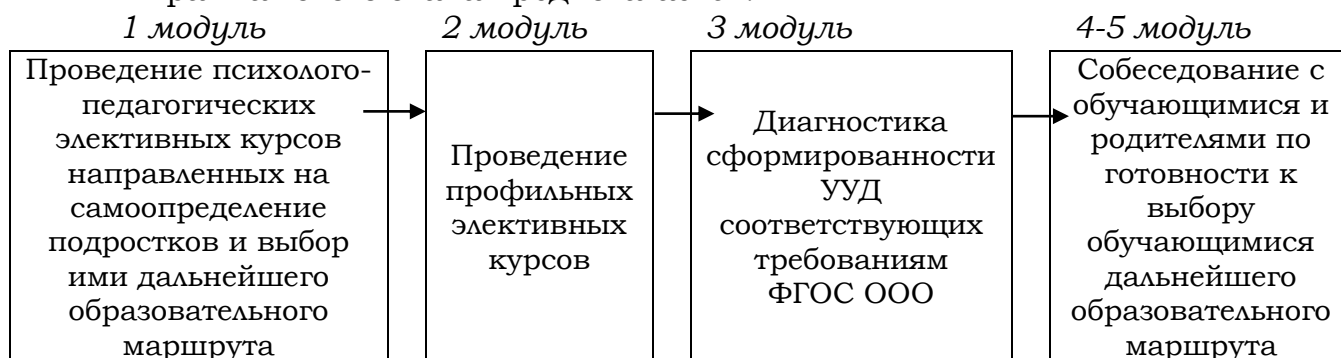 1 модуль
2 модуль
3 модуль
4-5 модуль
Проведение психолого-
педагогических
элективных курсов
направленных на
самоопределение
подростков и выбор
ими дальнейшего
образовательного
маршрута
Проведение
профильных
элективных
курсов
Диагностика
сформированности
УУД
соответствующих
требованиям
ФГОС ООО
Собеседование с
обучающимися и
родителями по
готовности к
выбору
обучающимися
дальнейшего
образовательного
маршрута